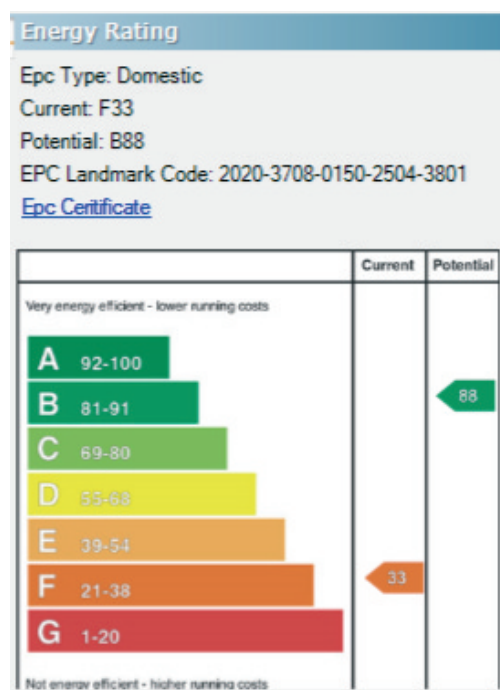 Energy Rating
Epc Type: Domestic
Current: F33
Potential: B88
EPC Landmark Code: 2020-3708-0150-2504-3801
Epc Ceritificate
Current Potential
Very energy efficient - lower running costs
A 92-100
B 81-91
88
C 69-80
D 55-68
E 39-54
F 21-38
33
G 1-20
Not energy efficient - higher running costs